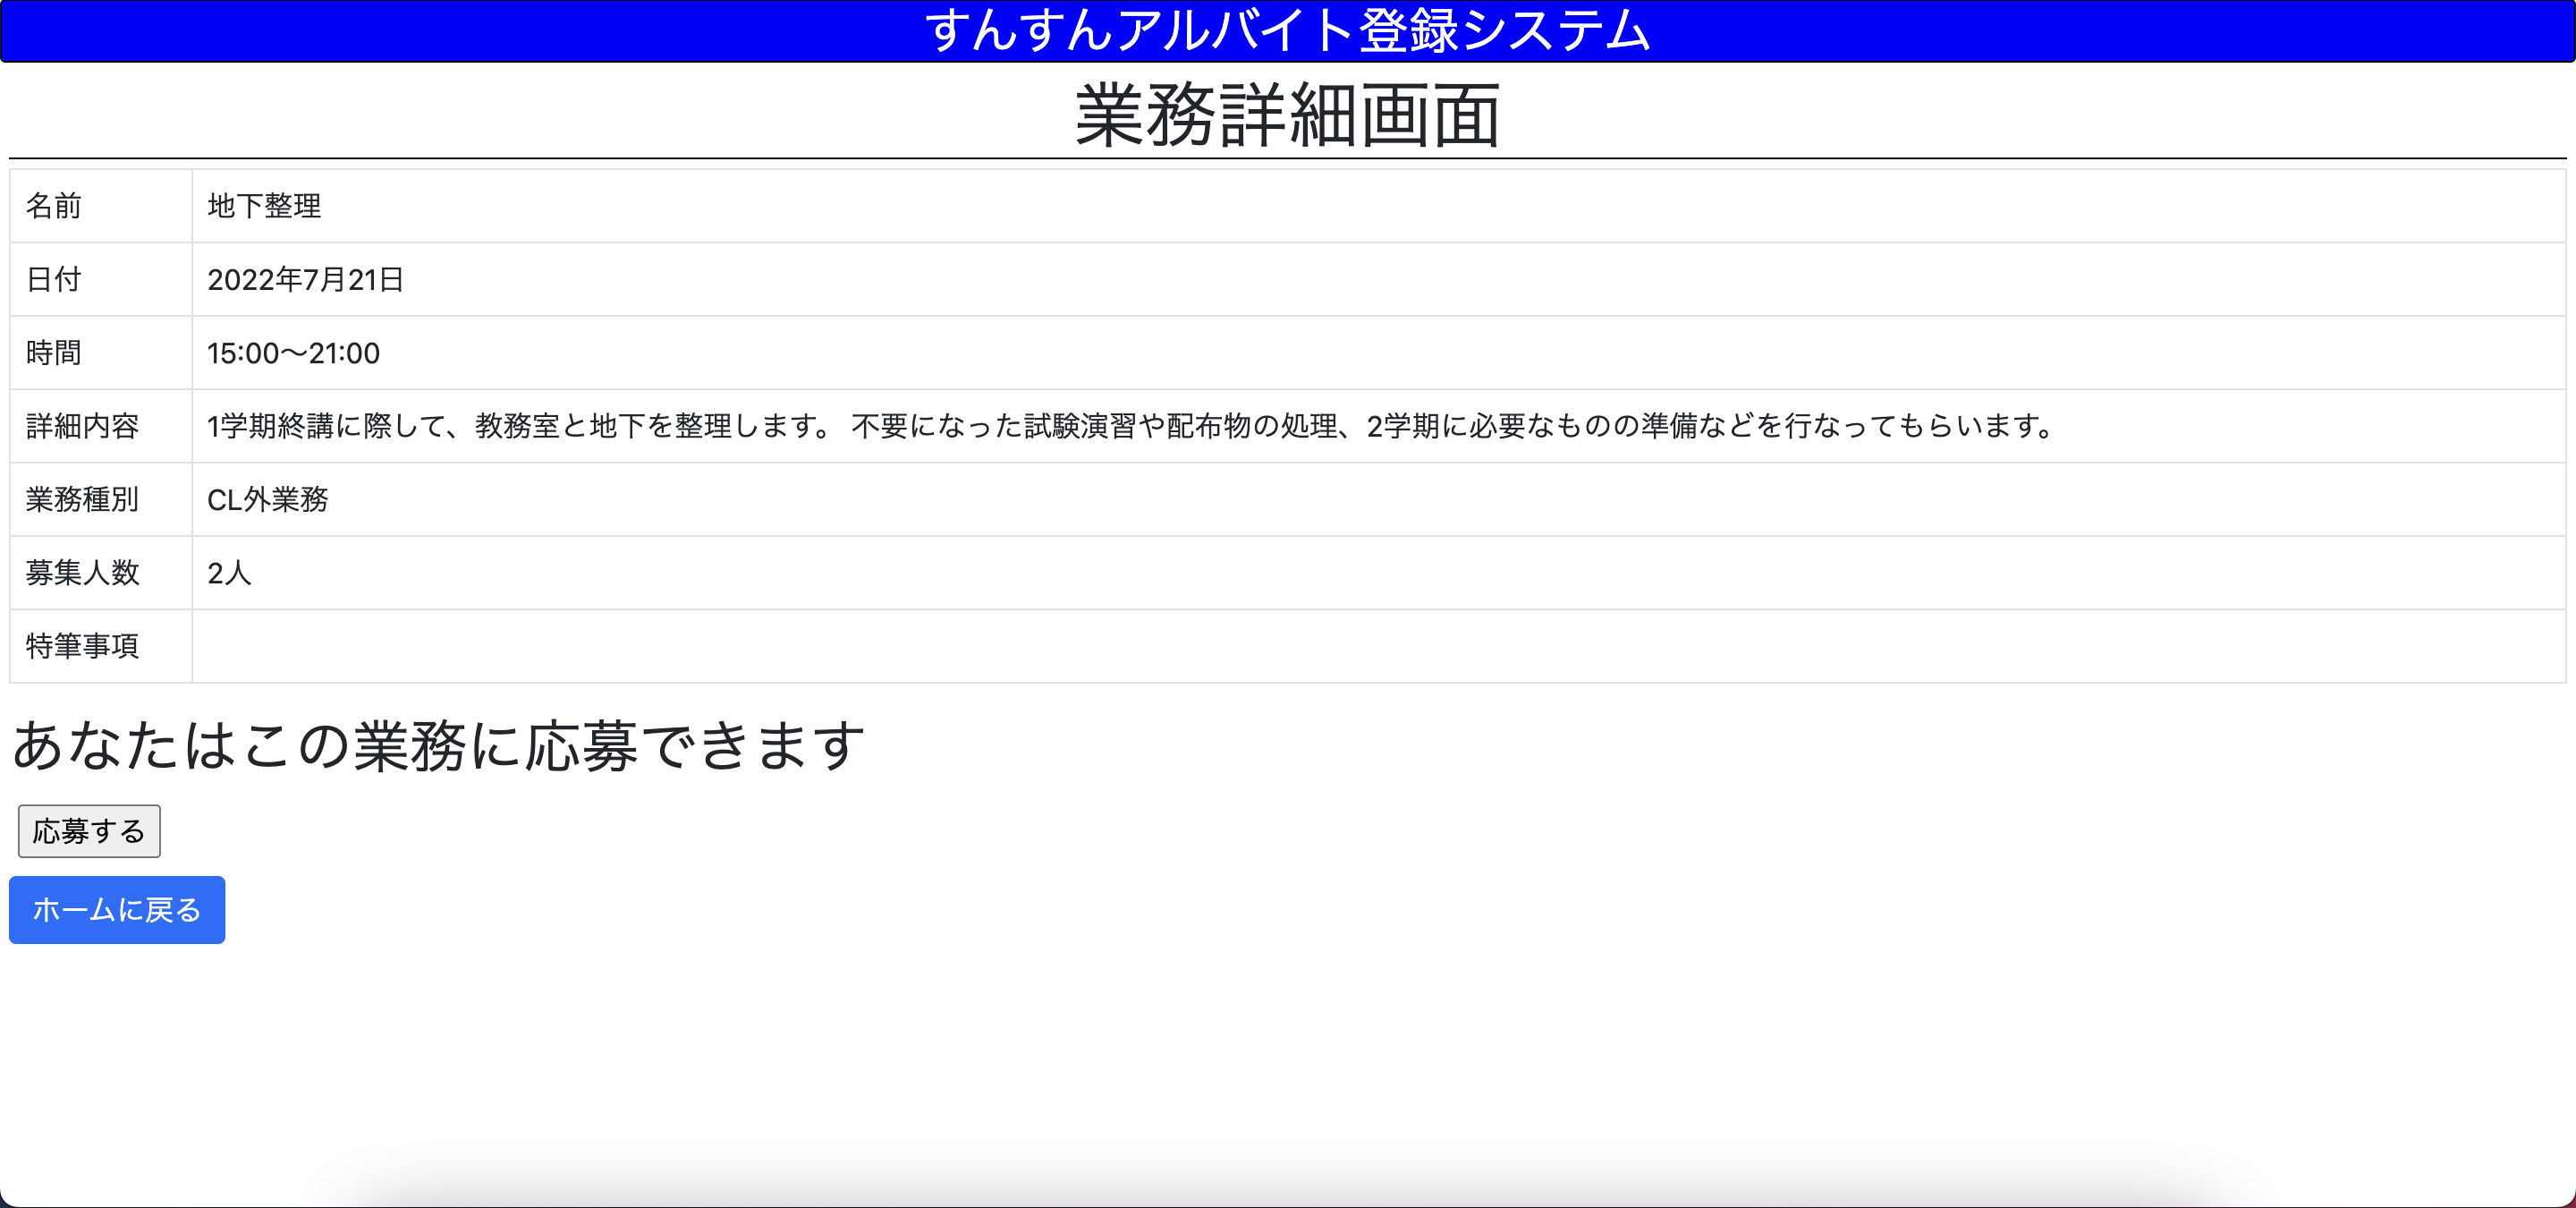 すんすんアルバイト登録システム
業務詳細画面
名前 地下整理
日付 2022年7月21日
時間 15:00〜21:00
詳細内容 1学期終講に際して、教務室と地下を整理します。 不要になった試験演習や配布物の処理、2学期に必要なものの準備などを行なってもらいます。
業務種別 CL外業務
募集人数 2人
特筆事項
あなたはこの業務に応募できます
応募する
ホームに戻る